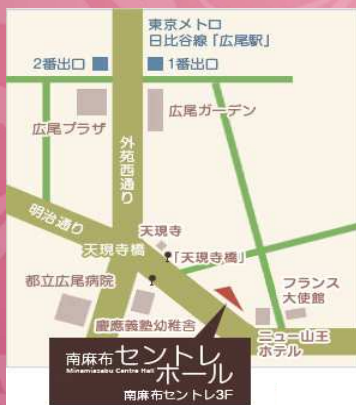 東京メトロ
日比谷線「広尾駅」
2番出口
1番出口
広尾プラザ
広尾ガーデン
外苑西通り
明治通り
天現寺
天現寺橋
「天現寺橋」
都立広尾病院
慶應義塾幼稚舎
フランス
大使館
ニュー山王
ホテル
南麻布セントレ
ホール
Minamiazabu Centre Hall
南麻布セントレ3F